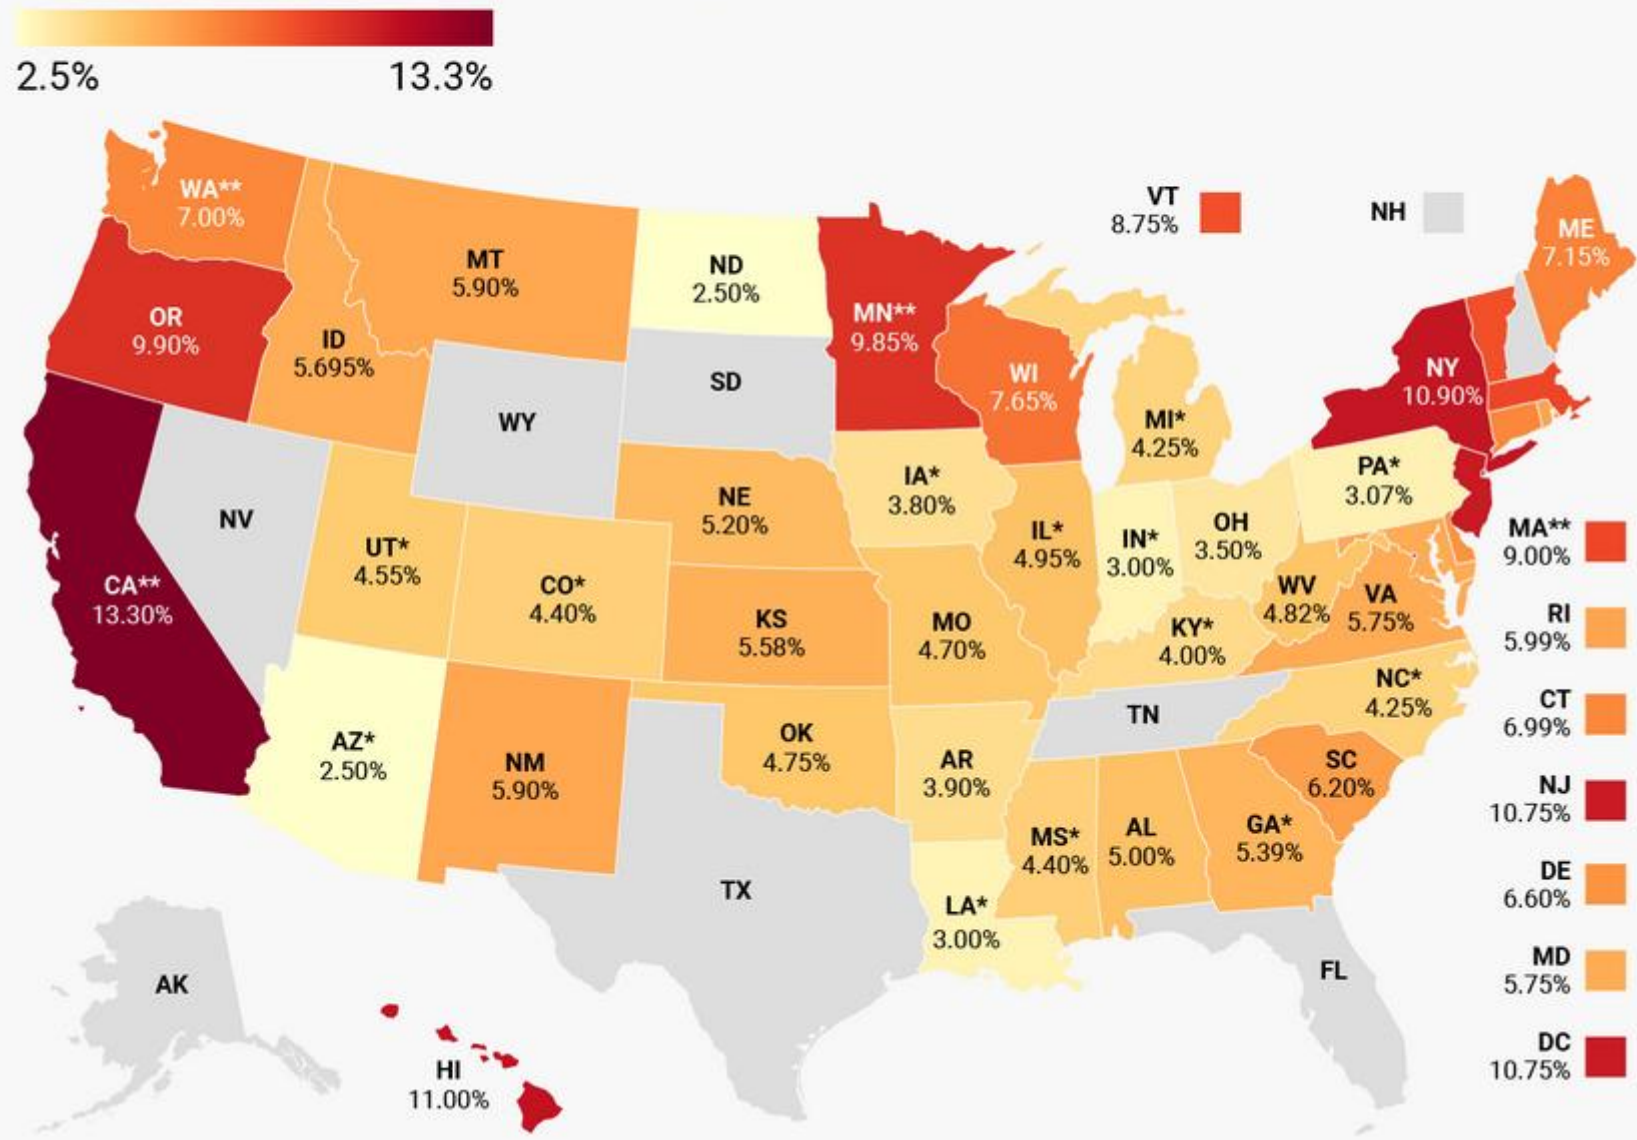 2.5%
13.3%
WA**
7.00%
OR
9.90%
CA**
13.30%
NV
ID
5.695%
MT
5.90%
WY
UT*
4.55%
AZ*
2.50%
CO*
4.40%
NM
5.90%
ND
2.50%
SD
NE
5.20%
KS
5.58%
OK
4.75%
TX
MN**
9.85%
IA*
3.80%
MO
4.70%
AR
3.90%
LA*
3.00%
WI
7.65%
IL*
4.95%
MI*
4.25%
IN*
3.00%
OH
3.50%
KY*
4.00%
TN
MS*
4.40%
AL
5.00%
GA*
5.39%
FL
SC
6.20%
NC*
4.25%
VA
5.75%
WV
4.82%
PA*
3.07%
NY
10.90%
VT
8.75%
NH
ME
7.15%
MA**
9.00%
RI
5.99%
CT
6.99%
NJ
10.75%
DE
6.60%
MD
5.75%
DC
10.75%
AK
HI
11.00%